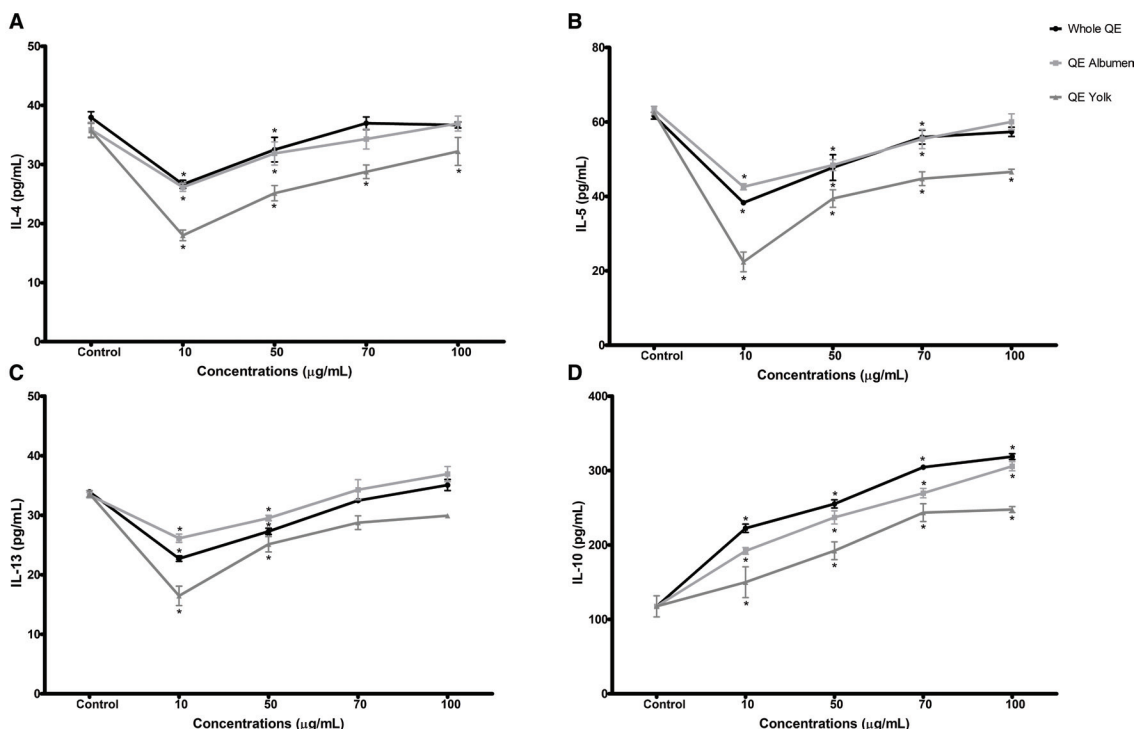 A
50
40
30
20
10
0
IL-4 (pg/mL)
* * * * * * *
Control 10 50 70 100
Concentrations (µg/mL)
B
80
60
40
20
0
IL-5 (pg/mL)
* * * * * * * * *
Control 10 50 70 100
Concentrations (µg/mL)
Whole QE
QE Albumen
QE Yolk
C
50
40
30
20
10
0
IL-13 (pg/mL)
* * * * * *
Control 10 50 70 100
Concentrations (µg/mL)
D
400
300
200
100
0
IL-10 (pg/mL)
* * * * * * * * * * * *
Control 10 50 70 100
Concentrations (µg/mL)